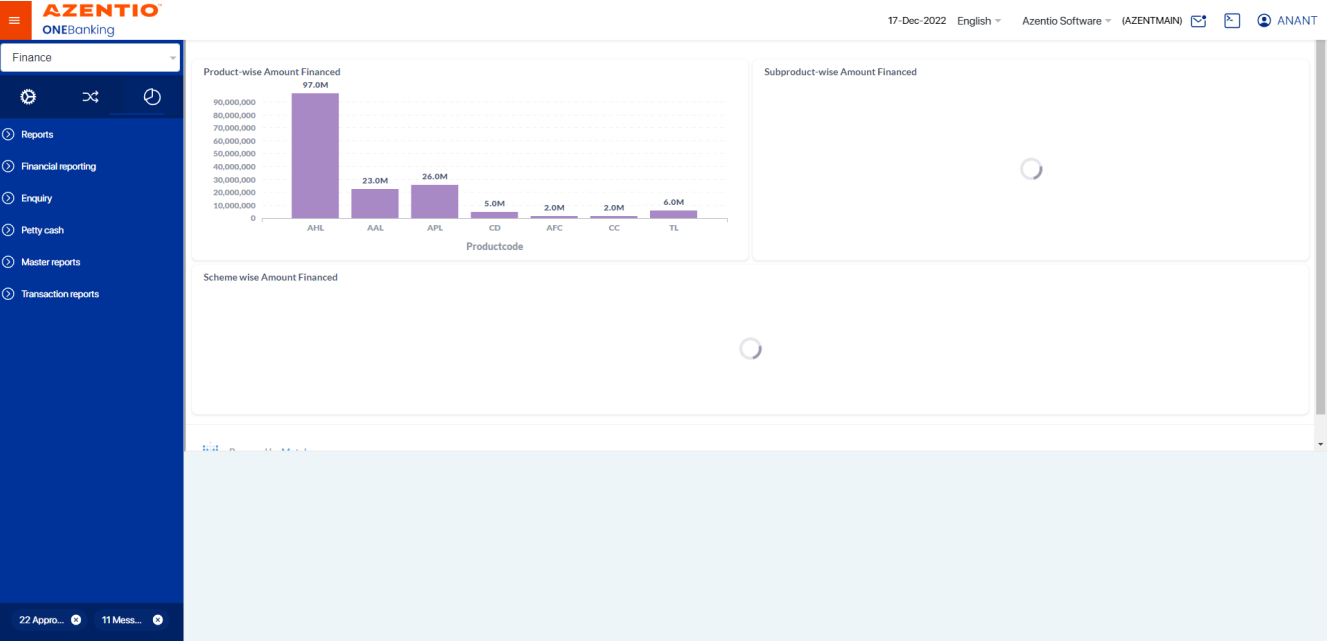 AZENTIO
ONEBanking
17-Dec-2022 English Azentio Software (AZENTMAIN) ANANT
Finance
Reports
Financial reporting
Enquiry
Petty cash
Master reports
Transaction reports
22 Appro...
11 Mess...
Product-wise Amount Financed
97.0M
90,000,000
80,000,000
70,000,000
60,000,000
50,000,000
40,000,000
30,000,000
20,000,000
10,000,000
0
23.0M
26.0M
5.0M
2.0M
2.0M
6.0M
AHL AAL APL CD AFC CC TL
Productcode
Subproduct-wise Amount Financed
Scheme wise Amount Financed